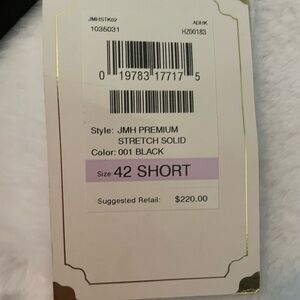 JMHSTK02 ADHK
1035031 HZ00183
0 19783 17717 5
Style: JMH PREMIUM
STRETCH SOLID
Color: 001 BLACK
Size 42 SHORT
Suggested Retail: $220.00